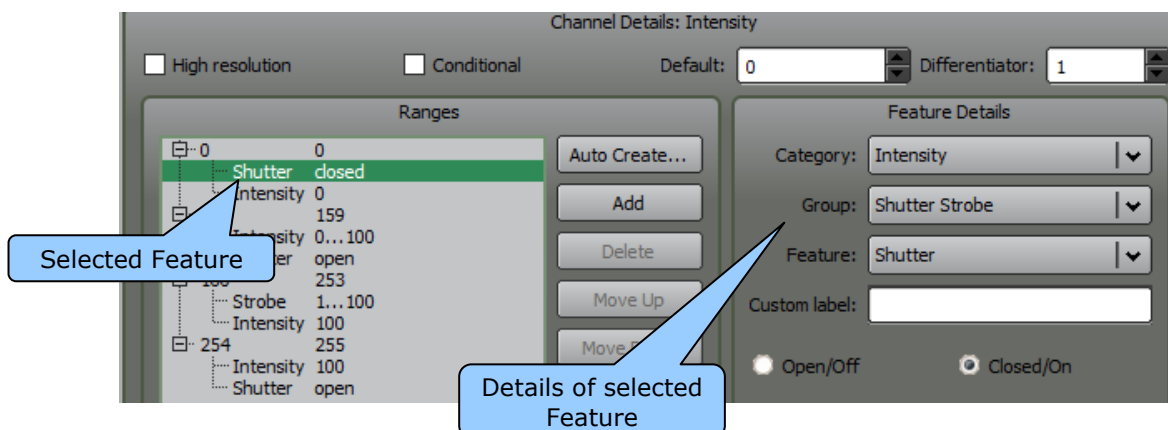 Channel Details: Intensity
High resolution Conditional Default: 0 Differentiator: 1
Ranges
0 0
Shutter closed
Intensity 0
159
0...100
open
253
Strobe 1...100
Intensity 100
254 255
Intensity 100
Shutter open
Auto Create...
Add
Delete
Move Up
Move
Feature Details
Category: Intensity
Group: Shutter Strobe
Feature: Shutter
Custom label:
Open/Off Closed/On
Selected Feature
Details of selected
Feature